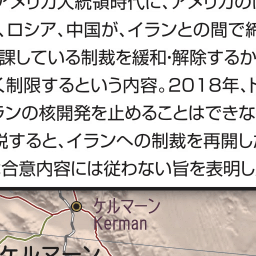 アメリカ大統領時代に、アメリカの
、ロシア、中国が、イランとの間で締
課している制裁を緩和・解除するか
く制限するという内容。2018年、ト
ランの核開発を止めることはできな
説すると、イランへの制裁を再開した
合意内容には従わない旨を表明し
ケルマーン
Kerman
ケルマーン